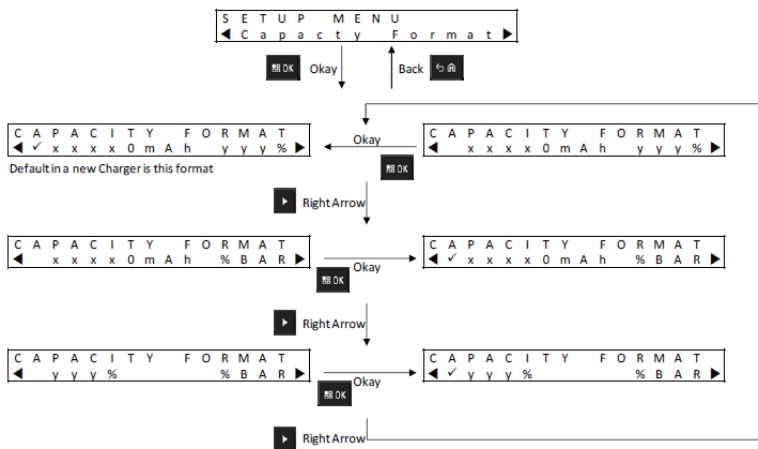 SETUP MENU
◀Capacty Format▶
OK Okay
Back
CAPACITY FORMAT
◀✓xxxx0mAh yyy%▶
Okay
OK
CAPACITY FORMAT
◀ xxxx0mAh yyy%▶
Default in a new Charger is this format
Right Arrow
CAPACITY FORMAT
◀ xxxx0mAh %BAR▶
Okay
OK
CAPACITY FORMAT
◀✓xxxx0mAh %BAR▶
Right Arrow
CAPACITY FORMAT
◀ yyy% %BAR▶
Okay
OK
CAPACITY FORMAT
◀✓yyy% %BAR▶
Right Arrow